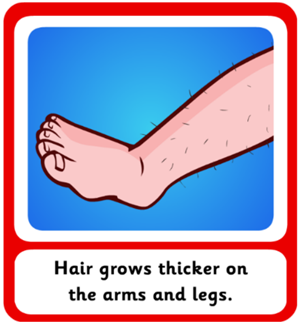 Hair grows thicker on
the arms and legs.